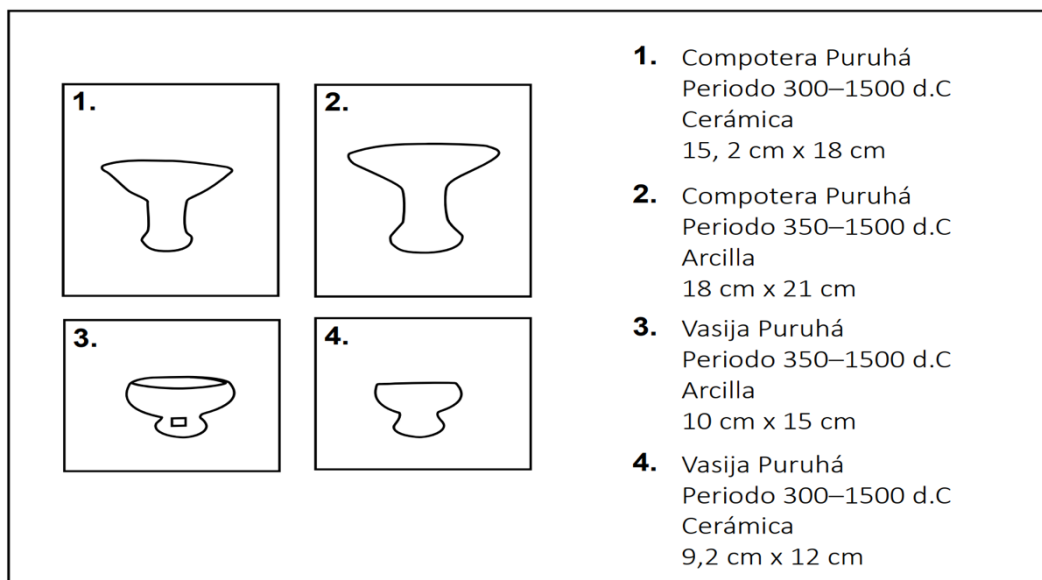 1.
2.
3.
4.
1. Compotera Puruhá
Periodo 300–1500 d.C
Cerámica
15, 2 cm x 18 cm
2. Compotera Puruhá
Periodo 350–1500 d.C
Arcilla
18 cm x 21 cm
3. Vasija Puruhá
Periodo 350–1500 d.C
Arcilla
10 cm x 15 cm
4. Vasija Puruhá
Periodo 300–1500 d.C
Cerámica
9,2 cm x 12 cm